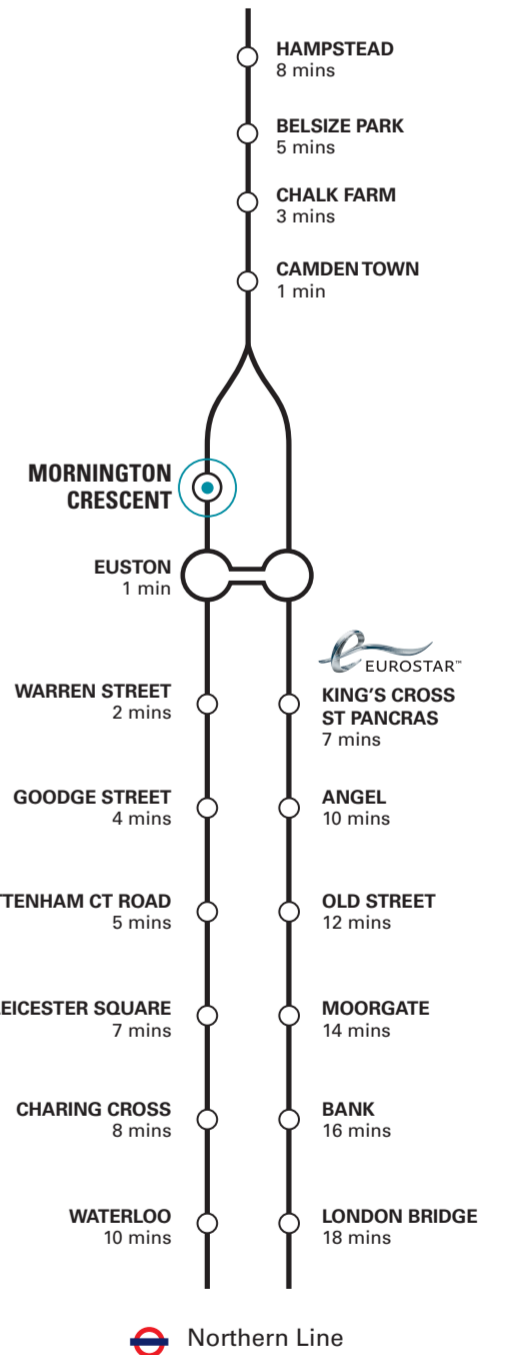 HAMPSTEAD
8 mins
BELSIZE PARK
5 mins
CHALK FARM
3 mins
CAMDEN TOWN
1 min
MORNINGTON
CRESCENT
EUSTON
1 min
WARREN STREET
2 mins
GOODGE STREET
4 mins
TTENHAM CT ROAD
5 mins
LEICESTER SQUARE
7 mins
CHARING CROSS
8 mins
WATERLOO
10 mins
EUROSTAR™
KING'S CROSS
ST PANCRAS
7 mins
ANGEL
10 mins
OLD STREET
12 mins
MOORGATE
14 mins
BANK
16 mins
LONDON BRIDGE
18 mins
Northern Line